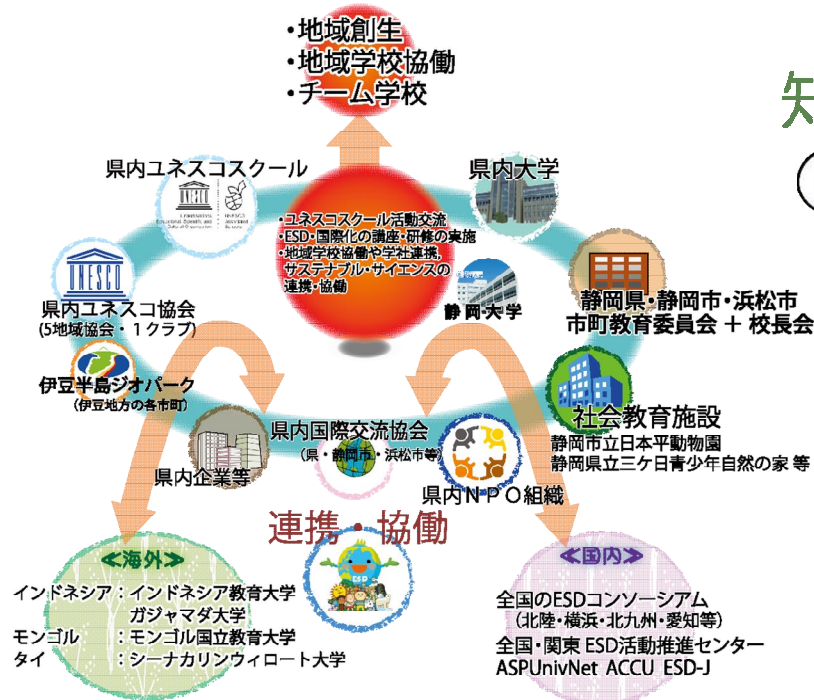 ・地域創生
・地域学校協働
・チーム学校
知
県内ユネスコスクール
県内大学
UNESCO
・ユネスコスクール活動交流
・ESD・国際化の講座・研修の実施
・地域学校協働や学社連携,
サステナブル・サイエンスの
連携・協働
静岡大学
UNESCO
県内ユネスコ協会
(5地域協会・1クラブ)
静岡県・静岡市・浜松市
市町教育委員会 + 校長会
伊豆半島ジオパーク
(伊豆地方の各市町)
社会教育施設
静岡市立日本平動物園
静岡県立三ケ日青少年自然の家 等
県内国際交流協会
(県・静岡市・浜松市等)
県内企業等
県内NPO組織
連携・協働
ESD
≪海外≫
インドネシア:インドネシア教育大学
ガジャマダ大学
モンゴル :モンゴル国立教育大学
タイ :シーナカリンウィロート大学
≪国内≫
全国のESDコンソーシアム
(北陸・横浜・北九州・愛知等)
全国・関東 ESD活動推進センター
ASPUnivNet ACCU ESD-J